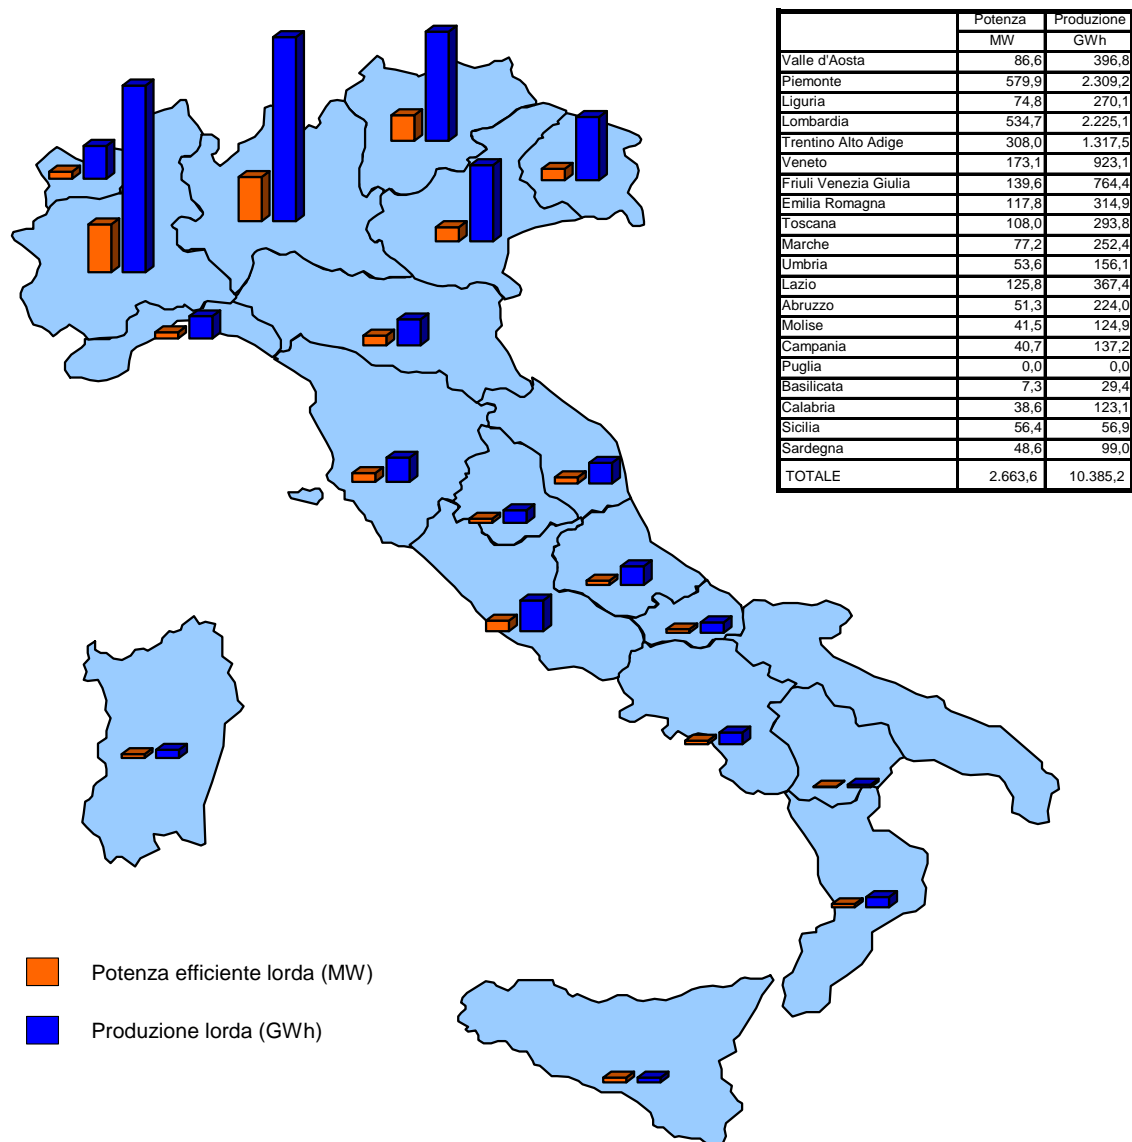 Potenza Produzione
MW GWh
Valle d'Aosta 86,6 396,8
Piemonte 579,9 2.309,2
Liguria 74,8 270,1
Lombardia 534,7 2.225,1
Trentino Alto Adige 308,0 1.317,5
Veneto 173,1 923,1
Friuli Venezia Giulia 139,6 764,4
Emilia Romagna 117,8 314,9
Toscana 108,0 293,8
Marche 77,2 252,4
Umbria 53,6 156,1
Lazio 125,8 367,4
Abruzzo 51,3 224,0
Molise 41,5 124,9
Campania 40,7 137,2
Puglia 0,0 0,0
Basilicata 7,3 29,4
Calabria 38,6 123,1
Sicilia 56,4 56,9
Sardegna 48,6 99,0
TOTALE 2.663,6 10.385,2
Potenza efficiente lorda (MW)
Produzione lorda (GWh)